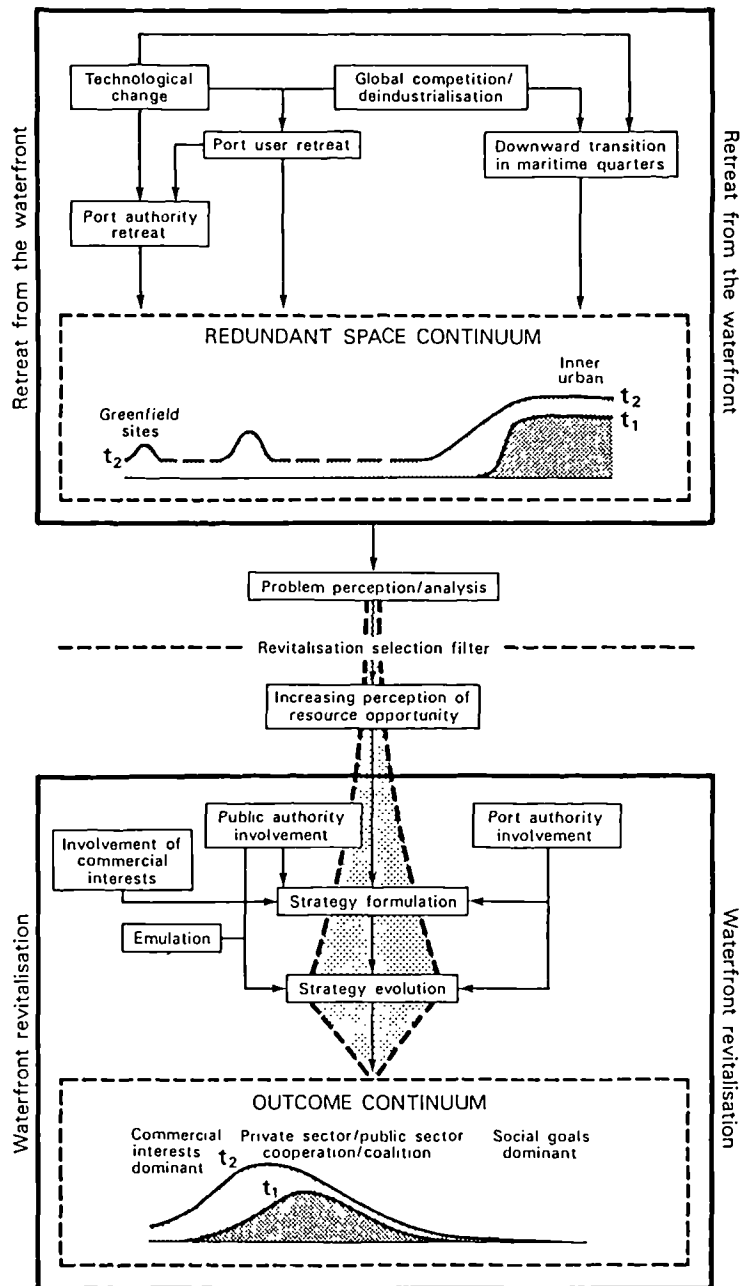 Technological
change
Global competition/
deindustrialisation
Port user retreat
Downward transition
in maritime quarters
Port authority
retreat
Retreat from the waterfront
Retreat from the waterfront
REDUNDANT SPACE CONTINUUM
Greenfield
sites
Inner
urban
t2
t1
t2
Problem perception/analysis
Revitalisation selection filter
Increasing perception of
resource opportunity
Public authority
involvement
Port authority
involvement
Involvement of
commercial
interests
Strategy formulation
Emulation
Strategy evolution
Waterfront revitalisation
Waterfront revitalisation
OUTCOME CONTINUUM
Commercial
interests
dominant
Private sector/public sector
cooperation/coalition
Social goals
dominant
t2
t1